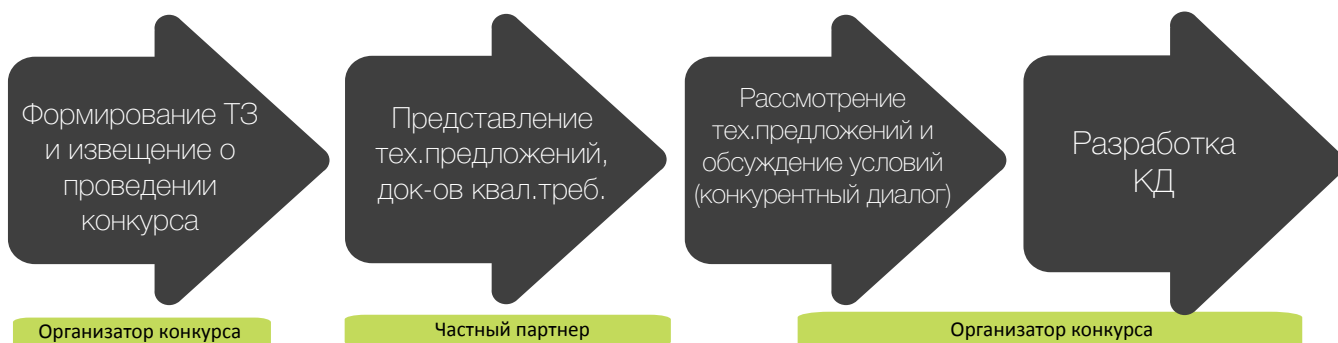 Формирование ТЗ
и извещение о
проведении
конкурса
Представление
тех.предложений,
док-ов квал.треб.
Рассмотрение
тех.предложений и
обсуждение условий
(конкурентный диалог)
Разработка
КД
Организатор конкурса
Частный партнер
Организатор конкурса